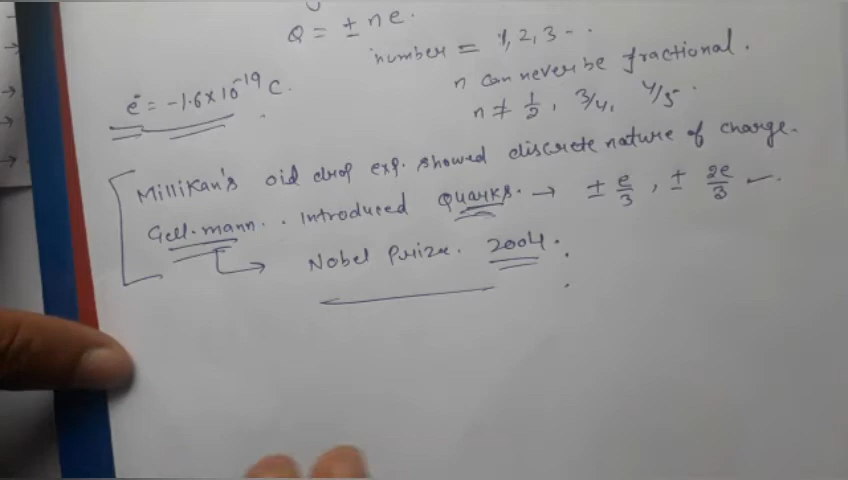 Q = ± ne.
number = 1, 2, 3 - - .
e⁻ = -1.6 × 10⁻¹⁹ C.
n can never be fractional.
n ≠ 1/2, 3/4, 4/5.
Millikan's oid drop exp. showed discrete nature of charge.
Gell-mann. . Introduced Quarks. → ± e/3, ± 2e/3
Nobel Prize. 2004.